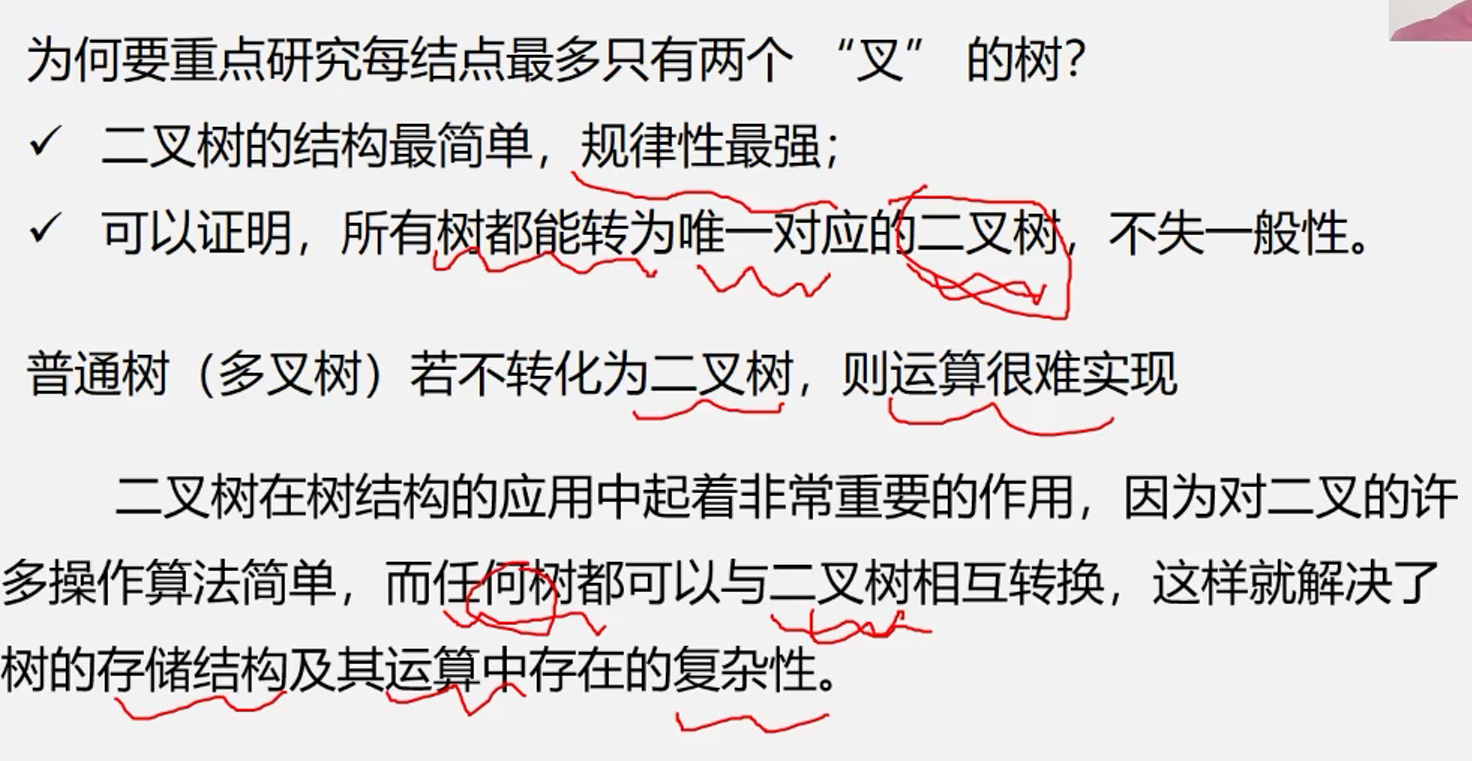 为何要重点研究每结点最多只有两个 “叉” 的树？
✓ 二叉树的结构最简单，规律性最强；
✓ 可以证明，所有树都能转为唯一对应的二叉树，不失一般性。
普通树（多叉树）若不转化为二叉树，则运算很难实现
二叉树在树结构的应用中起着非常重要的作用，因为对二叉的许
多操作算法简单，而任何树都可以与二叉树相互转换，这样就解决了
树的存储结构及其运算中存在的复杂性。